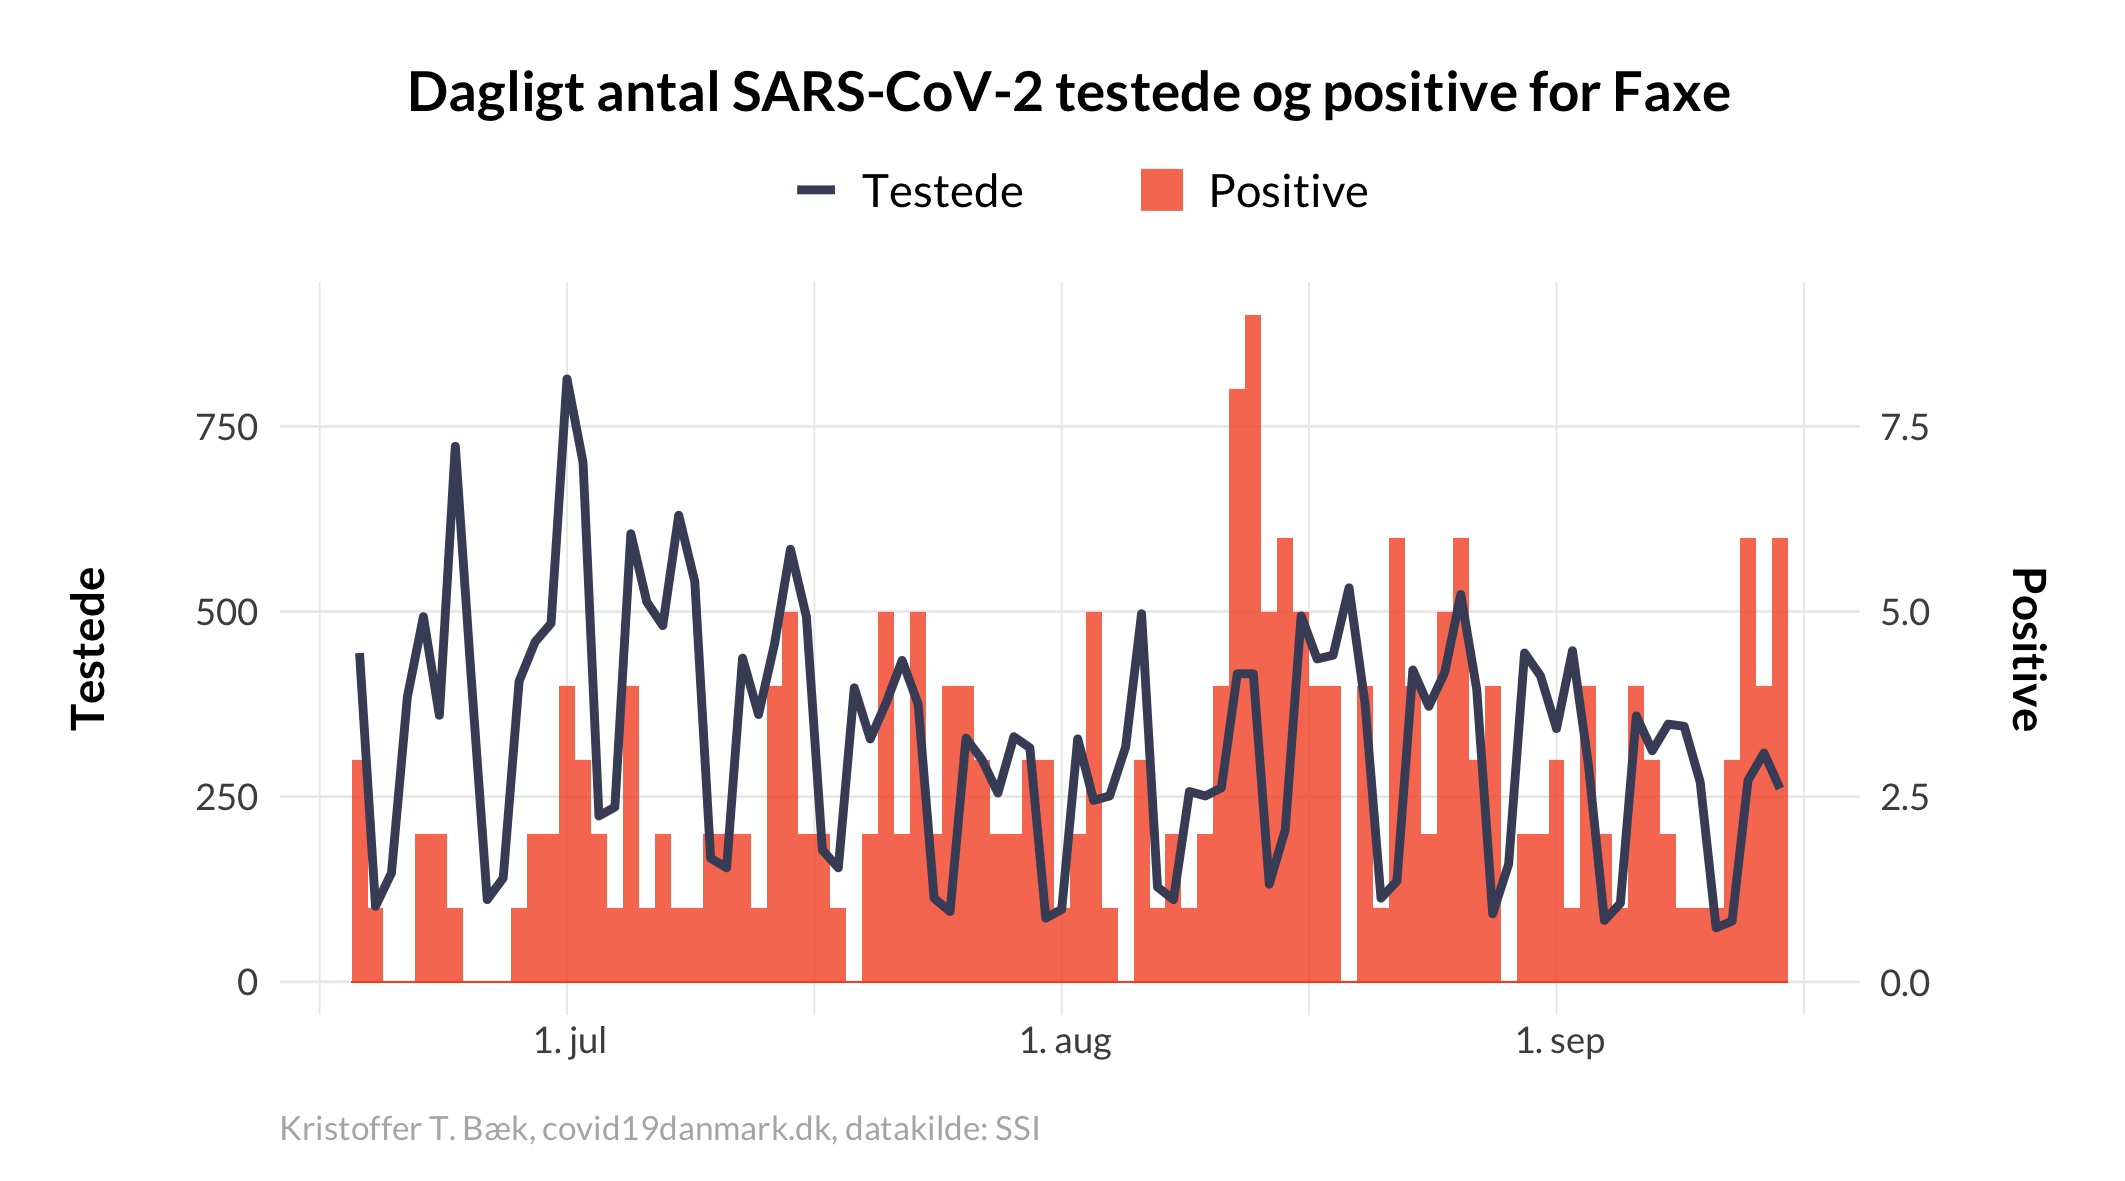 Dagligt antal SARS-CoV-2 testede og positive for Faxe
Testede
Positive
750
500
250
0
7.5
5.0
2.5
0.0
Testede
Positive
1. jul
1. aug
1. sep
Kristoffer T. Bæk, covid19danmark.dk, datakilde: SSI